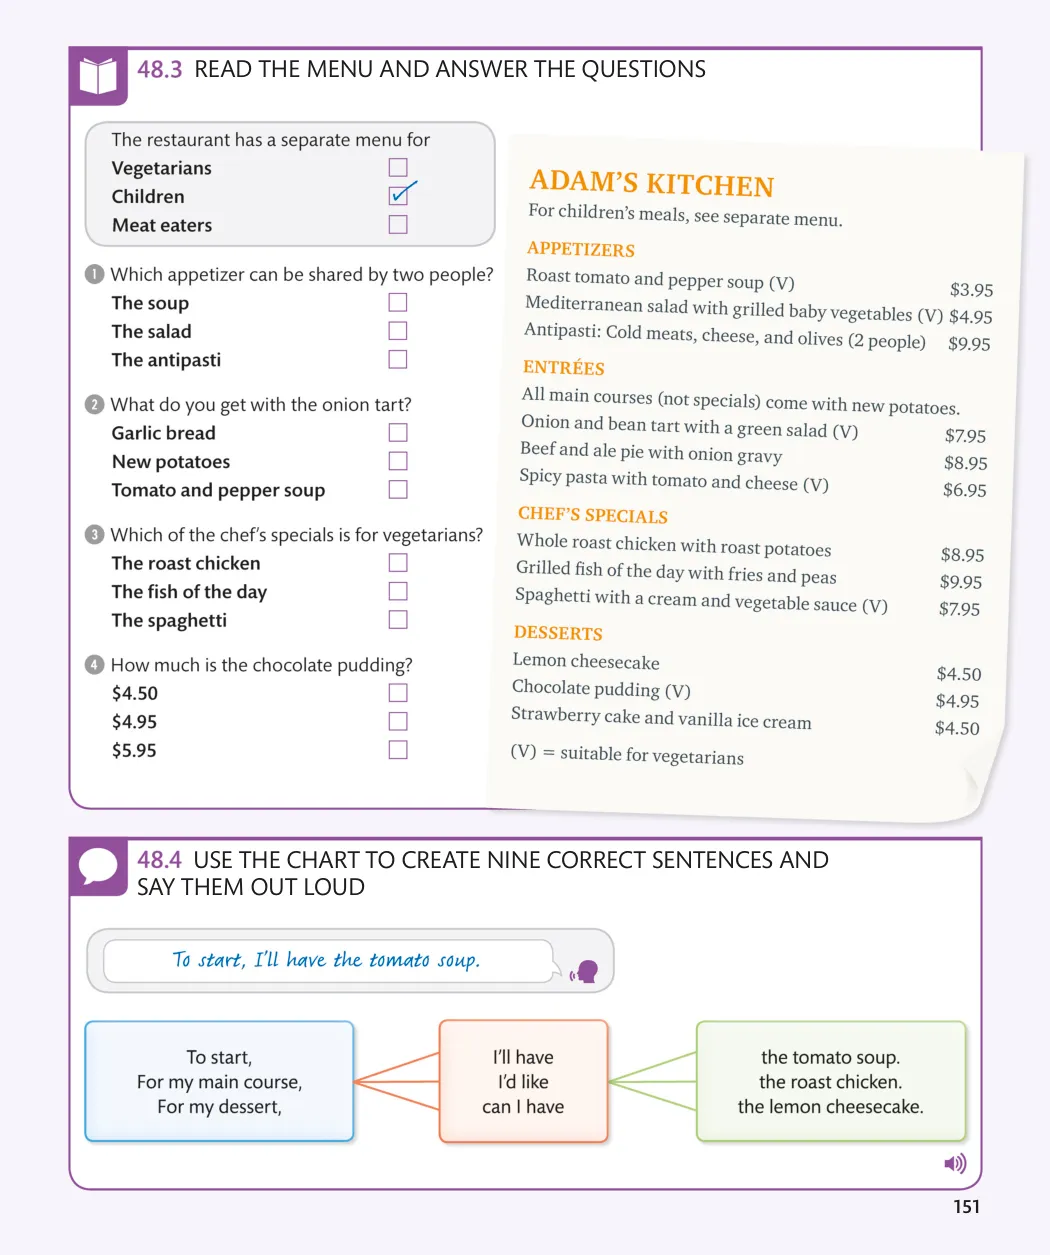 48.3 READ THE MENU AND ANSWER THE QUESTIONS
The restaurant has a separate menu for
Vegetarians
Children
Meat eaters
1 Which appetizer can be shared by two people?
The soup
The salad
The antipasti
2 What do you get with the onion tart?
Garlic bread
New potatoes
Tomato and pepper soup
3 Which of the chef's specials is for vegetarians?
The roast chicken
The fish of the day
The spaghetti
4 How much is the chocolate pudding?
$4.50
$4.95
$5.95
ADAM'S KITCHEN
For children's meals, see separate menu.
APPETIZERS
Roast tomato and pepper soup (V) $3.95
Mediterranean salad with grilled baby vegetables (V) $4.95
Antipasti: Cold meats, cheese, and olives (2 people) $9.95
ENTRÉES
All main courses (not specials) come with new potatoes.
Onion and bean tart with a green salad (V) $7.95
Beef and ale pie with onion gravy $8.95
Spicy pasta with tomato and cheese (V) $6.95
CHEF'S SPECIALS
Whole roast chicken with roast potatoes $8.95
Grilled fish of the day with fries and peas $9.95
Spaghetti with a cream and vegetable sauce (V) $7.95
DESSERTS
Lemon cheesecake $4.50
Chocolate pudding (V) $4.95
Strawberry cake and vanilla ice cream $4.50
(V) = suitable for vegetarians
48.4 USE THE CHART TO CREATE NINE CORRECT SENTENCES AND
SAY THEM OUT LOUD
To start, I'll have the tomato soup.
To start,
For my main course,
For my dessert,
I'll have
I'd like
can I have
the tomato soup.
the roast chicken.
the lemon cheesecake.
151